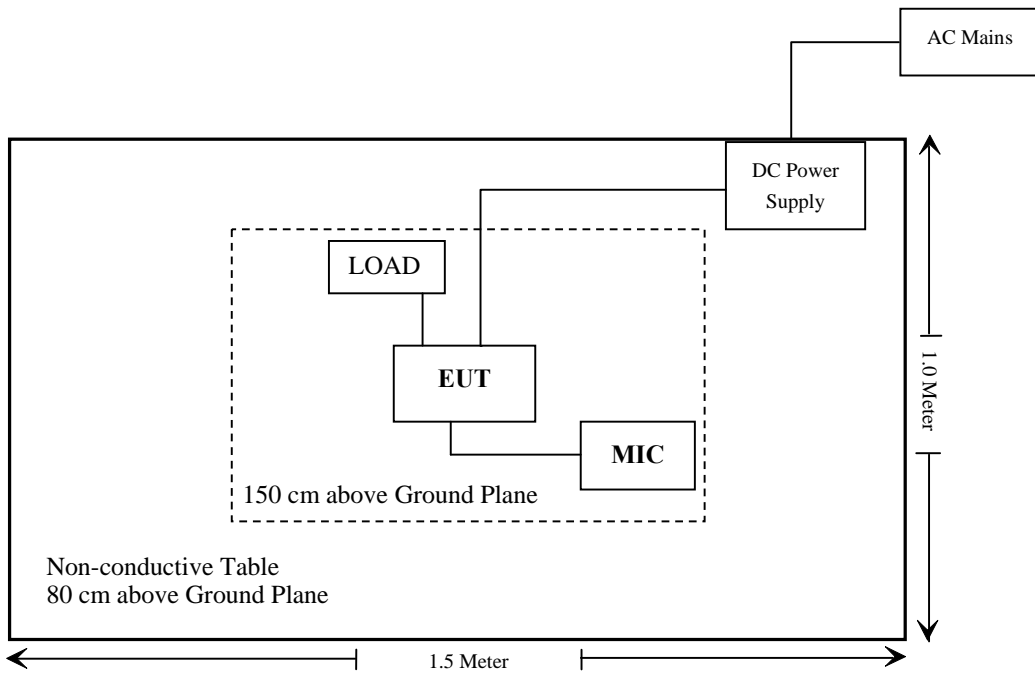 AC Mains
DC Power
Supply
LOAD
EUT
MIC
150 cm above Ground Plane
Non-conductive Table
80 cm above Ground Plane
1.0 Meter
1.5 Meter